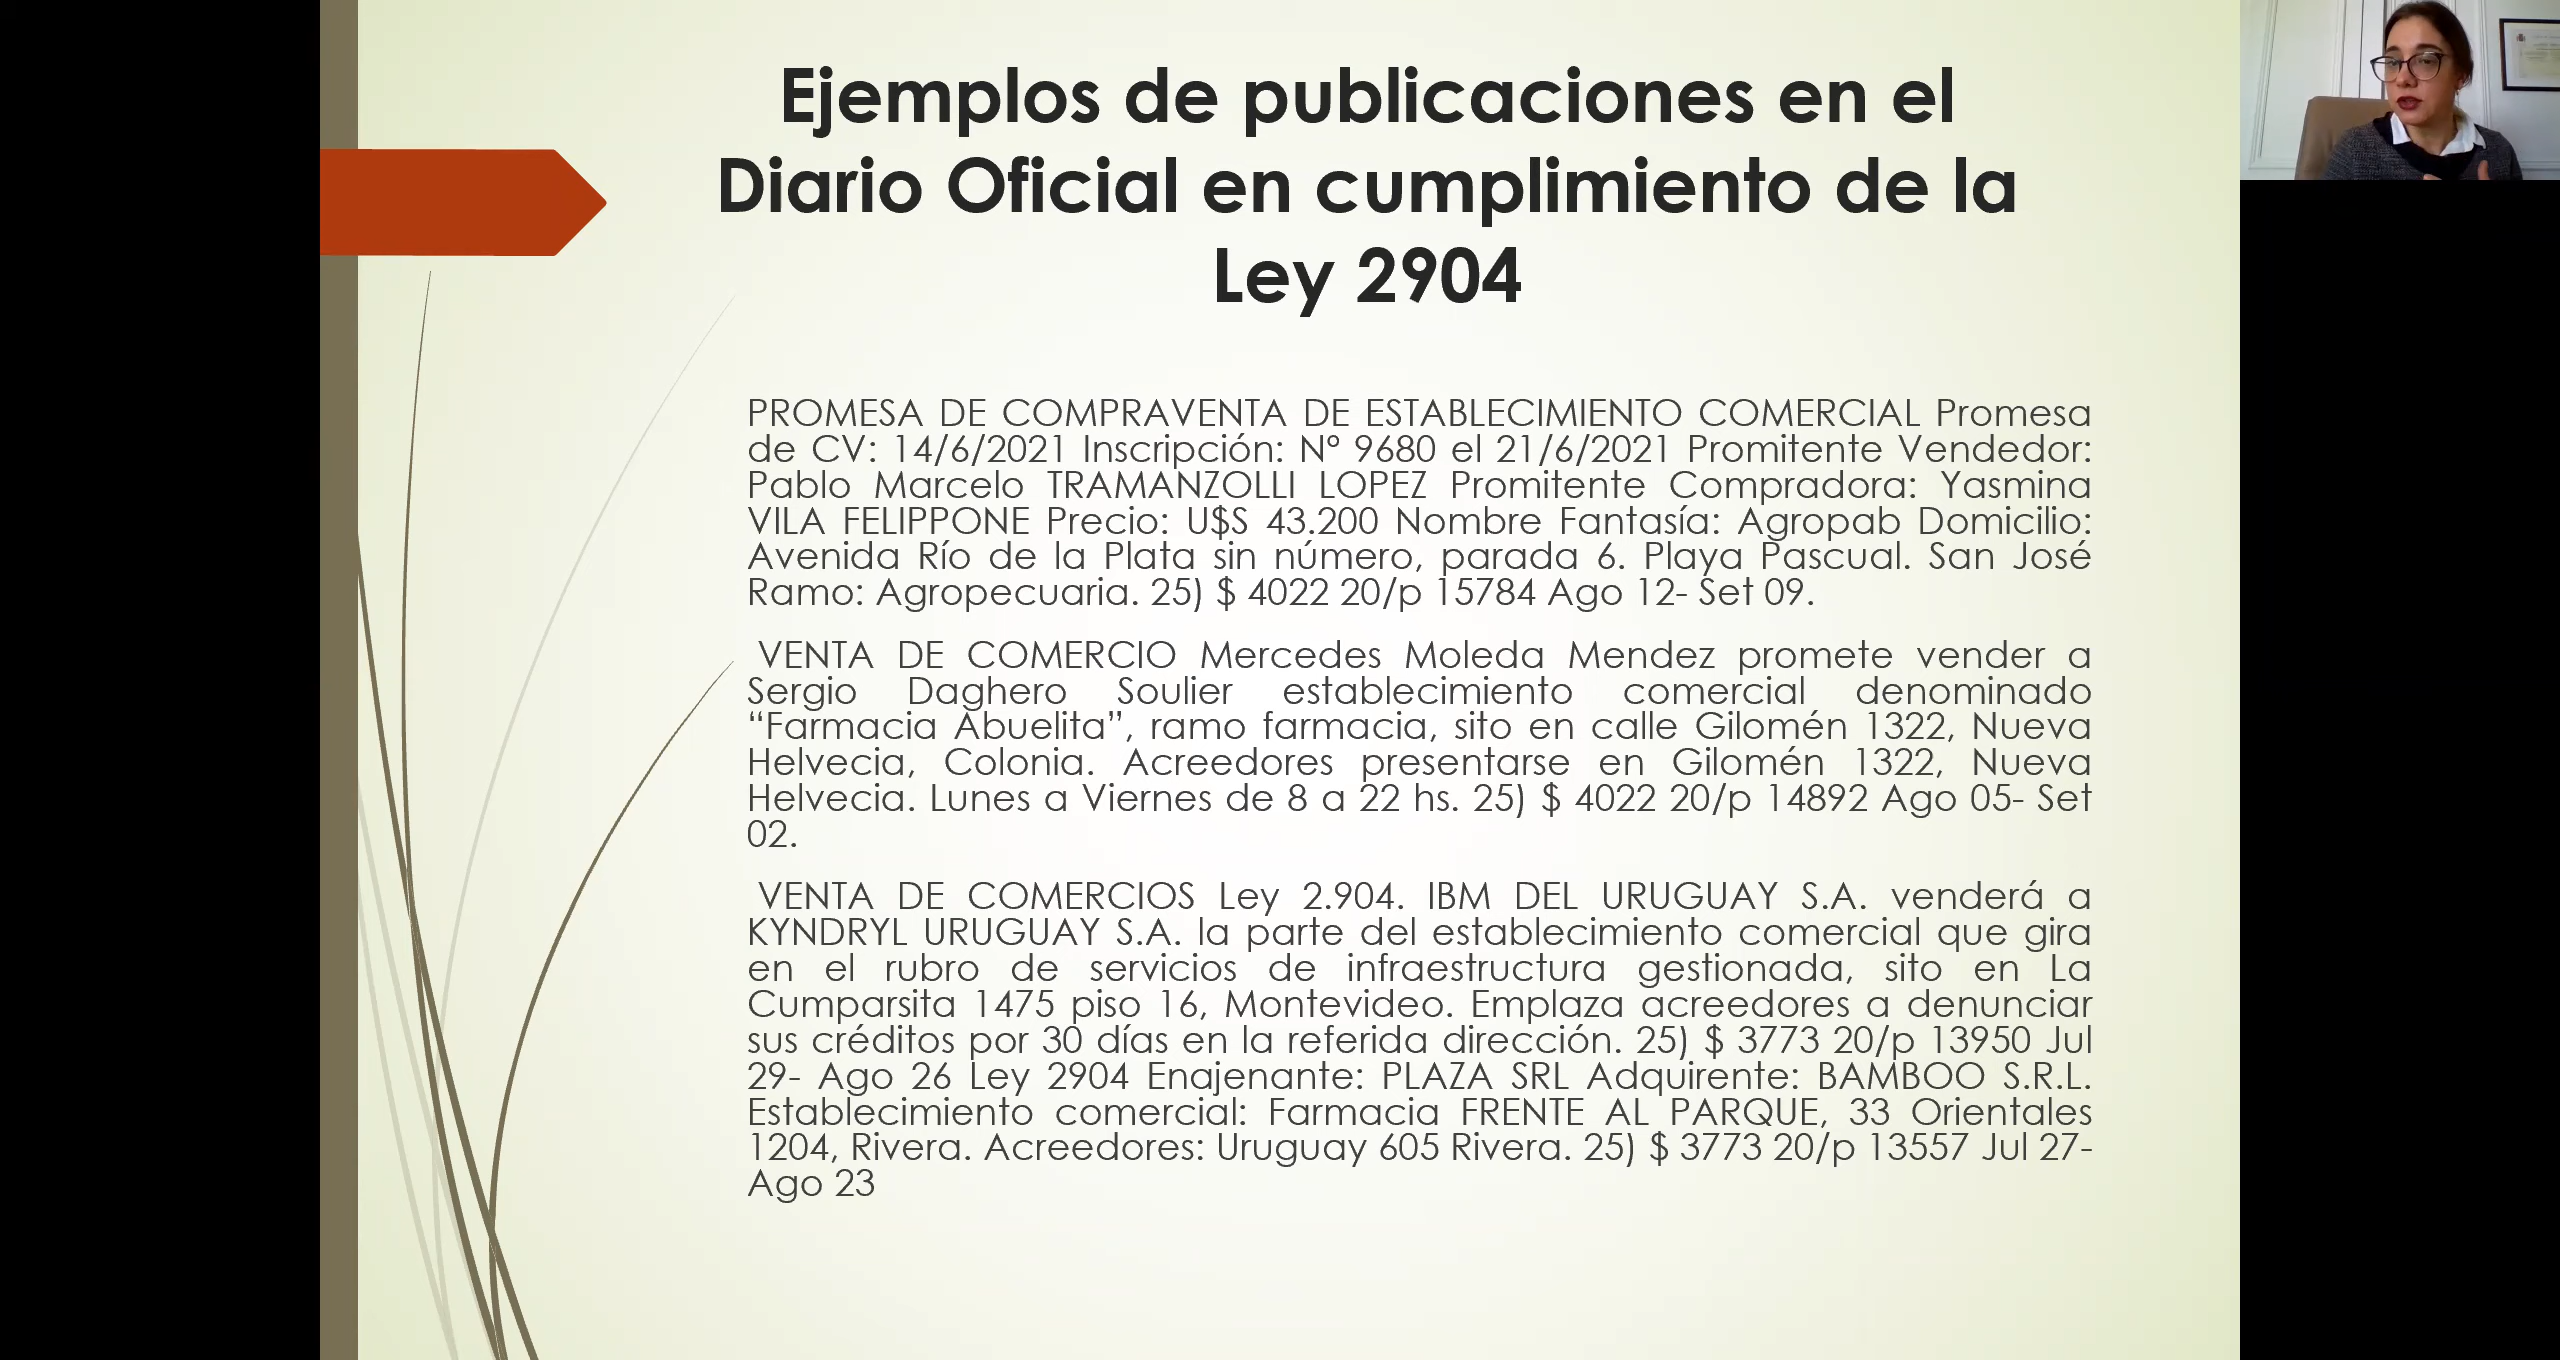 Ejemplos de publicaciones en el
Diario Oficial en cumplimiento de la
Ley 2904
PROMESA DE COMPRAVENTA DE ESTABLECIMIENTO COMERCIAL Promesa
de CV: 14/6/2021 Inscripción: Nº 9680 el 21/6/2021 Promitente Vendedor:
Pablo Marcelo TRAMANZOLLI LOPEZ Promitente Compradora: Yasmina
VILA FELIPPONE Precio: U$S 43.200 Nombre Fantasía: Agropab Domicilio:
Avenida Río de la Plata sin número, parada 6. Playa Pascual. San José
Ramo: Agropecuaria. 25) $ 4022 20/p 15784 Ago 12- Set 09.
VENTA DE COMERCIO Mercedes Moleda Mendez promete vender a
Sergio Daghero Soulier establecimiento comercial denominado
“Farmacia Abuelita”, ramo farmacia, sito en calle Gilomén 1322, Nueva
Helvecia, Colonia. Acreedores presentarse en Gilomén 1322, Nueva
Helvecia. Lunes a Viernes de 8 a 22 hs. 25) $ 4022 20/p 14892 Ago 05- Set
02.
VENTA DE COMERCIOS Ley 2.904. IBM DEL URUGUAY S.A. venderá a
KYNDRYL URUGUAY S.A. la parte del establecimiento comercial que gira
en el rubro de servicios de infraestructura gestionada, sito en La
Cumparsita 1475 piso 16, Montevideo. Emplaza acreedores a denunciar
sus créditos por 30 días en la referida dirección. 25) $ 3773 20/p 13950 Jul
29- Ago 26 Ley 2904 Enajenante: PLAZA SRL Adquirente: BAMBOO S.R.L.
Establecimiento comercial: Farmacia FRENTE AL PARQUE, 33 Orientales
1204, Rivera. Acreedores: Uruguay 605 Rivera. 25) $ 3773 20/p 13557 Jul 27-
Ago 23